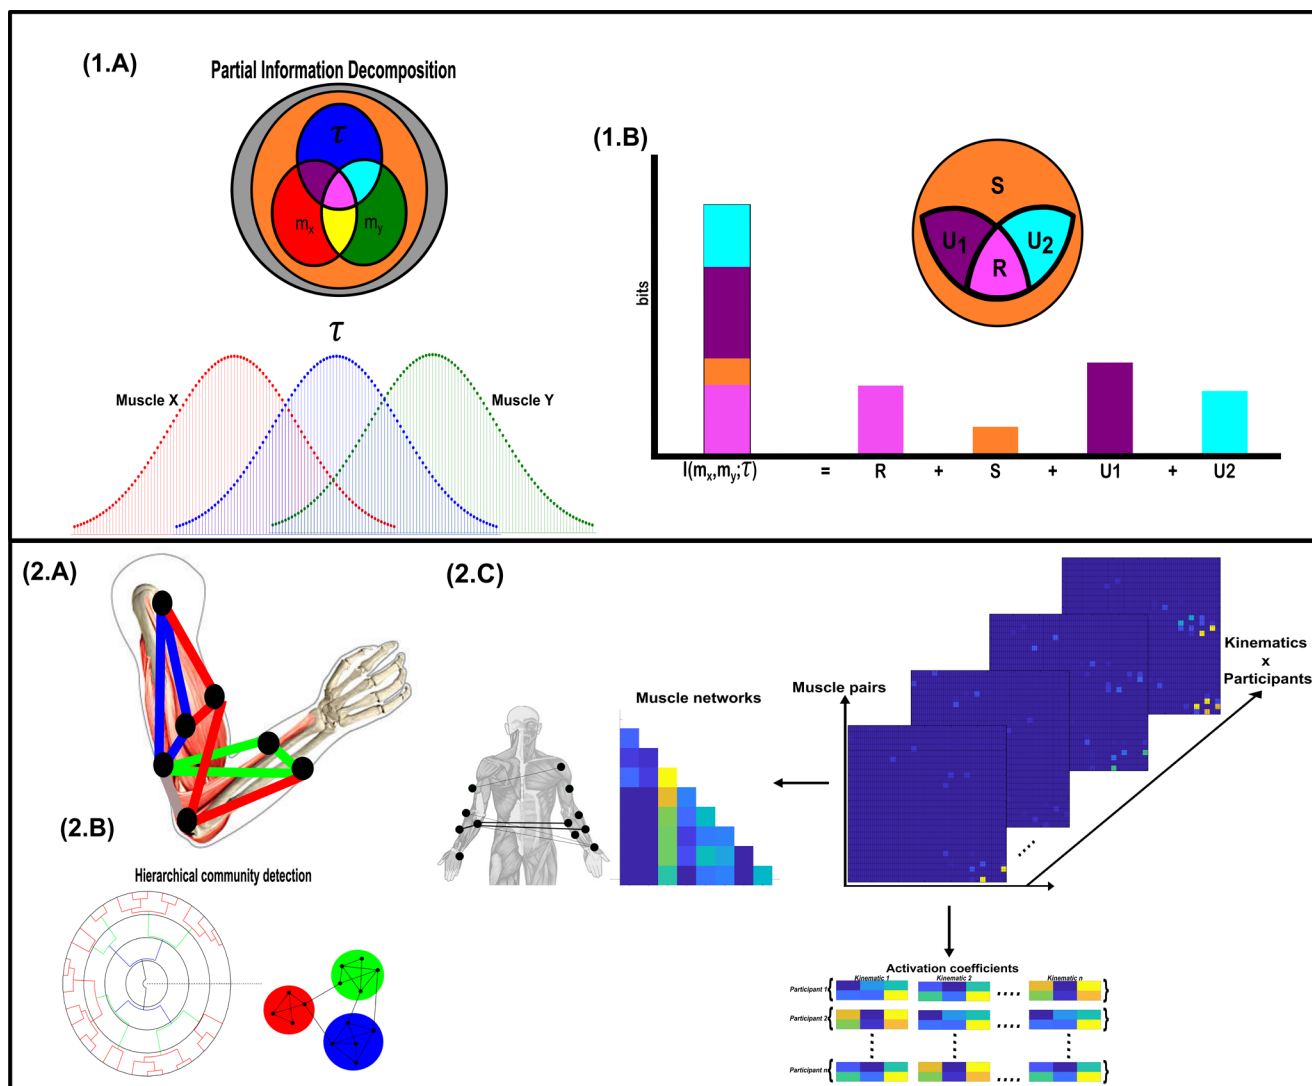 (1.A)
Partial Information Decomposition
τ
mx
my
τ
Muscle X
Muscle Y
(1.B)
bits
S
U1
U2
R
I(mx,my;τ)
=
R
+
S
+
U1
+
U2
(2.A)
(2.B)
Hierarchical community detection
(2.C)
Muscle networks
Muscle pairs
Kinematics
x
Participants
....
Activation coefficients
Kinematic 1
Kinematic 2
Kinematic n
Participant 1
{
....
}
Participant 2
{
....
}
Participant n
{
....
}